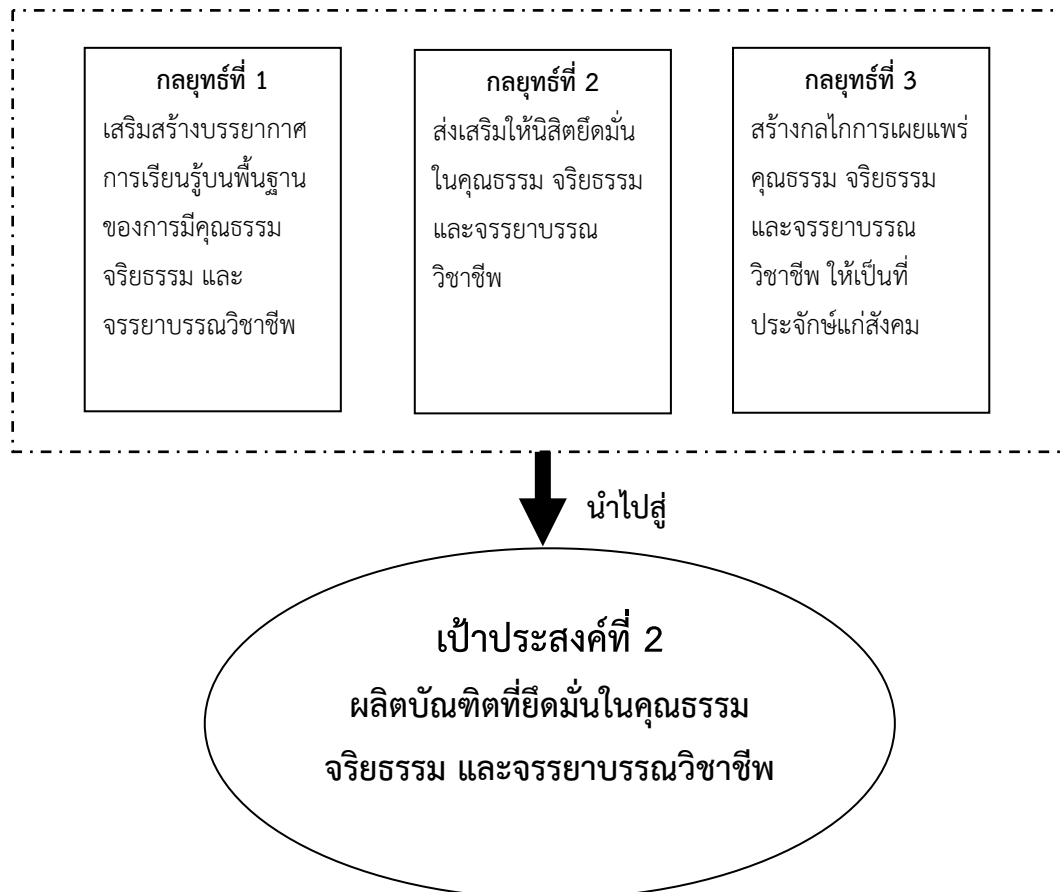 กลยุทธ์ที่ 1
เสริมสร้างบรรยากาศ
การเรียนรู้บนพื้นฐาน
ของการมีคุณธรรม
จริยธรรม และ
จรรยาบรรณวิชาชีพ
กลยุทธ์ที่ 2
ส่งเสริมให้นิสิตยึดมั่น
ในคุณธรรม จริยธรรม
และจรรยาบรรณ
วิชาชีพ
กลยุทธ์ที่ 3
สร้างกลไกการเผยแพร่
คุณธรรม จริยธรรม
และจรรยาบรรณ
วิชาชีพ ให้เป็นที่
ประจักษ์แก่สังคม
นำไปสู่
เป้าประสงค์ที่ 2
ผลิตบัณฑิตที่ยึดมั่นในคุณธรรม
จริยธรรม และจรรยาบรรณวิชาชีพ